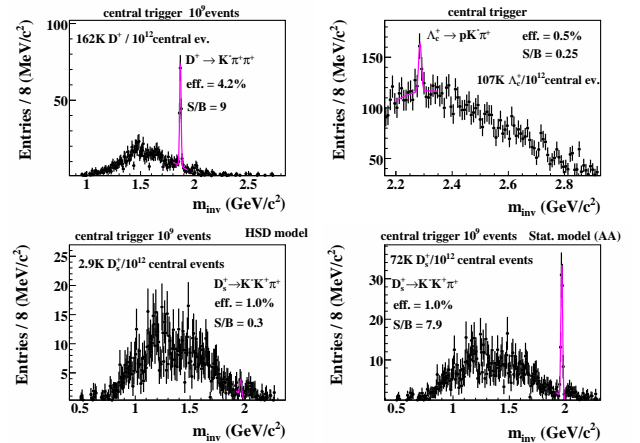 central trigger 10⁹events
162K D⁺ / 10¹²central ev.
D⁺ → K⁻π⁺π⁺
eff. = 4.2%
S/B = 9
Entries / 8 (MeV/c²)
100
50
1 1.5 2 2.5
m_inv (GeV/c²)
central trigger
Λ_c⁺ → pK⁻π⁺
eff. = 0.5%
S/B = 0.25
107K Λ_c⁺/10¹²central ev.
Entries / 8 (MeV/c²)
150
100
50
2.2 2.4 2.6 2.8
m_inv (GeV/c²)
central trigger 10⁹ events HSD model
2.9K D_s⁺/10¹² central events
D_s⁺→K⁻K⁺π⁺
eff. = 1.0%
S/B = 0.3
Entries / 8 (MeV/c²)
25
20
15
10
5
0.5 1 1.5 2
m_inv (GeV/c²)
central trigger 10⁹ events Stat. model (AA)
72K D_s⁺/10¹² central events
D_s⁺→K⁻K⁺π⁺
eff. = 1.0%
S/B = 7.9
Entries / 8 (MeV/c²)
30
20
10
0.5 1 1.5 2
m_inv (GeV/c²)